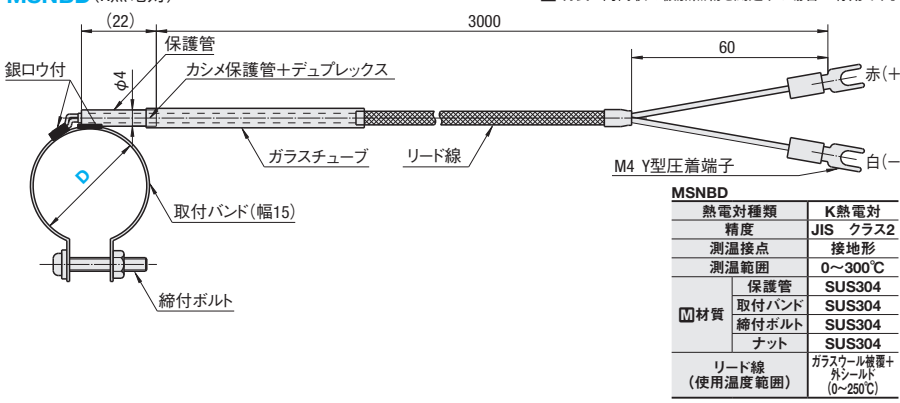 MSNBD
(22)
3000
保護管
60
銀ロウ付
φ4
カシメ保護管+デュプレックス
赤(+
ガラスチューブ
リード線
M4 Y型圧着端子
白(−
D
取付バンド(幅15)
締付ボルト
MSNBD
熱電対種類 K熱電対
精度 JIS クラス2
測温接点 接地形
測温範囲 0~300℃
M材質 保護管 SUS304
取付バンド SUS304
締付ボルト SUS304
ナット SUS304
リード線 ガラスウール被覆+
(使用温度範囲) 外シールド
(0~250℃)